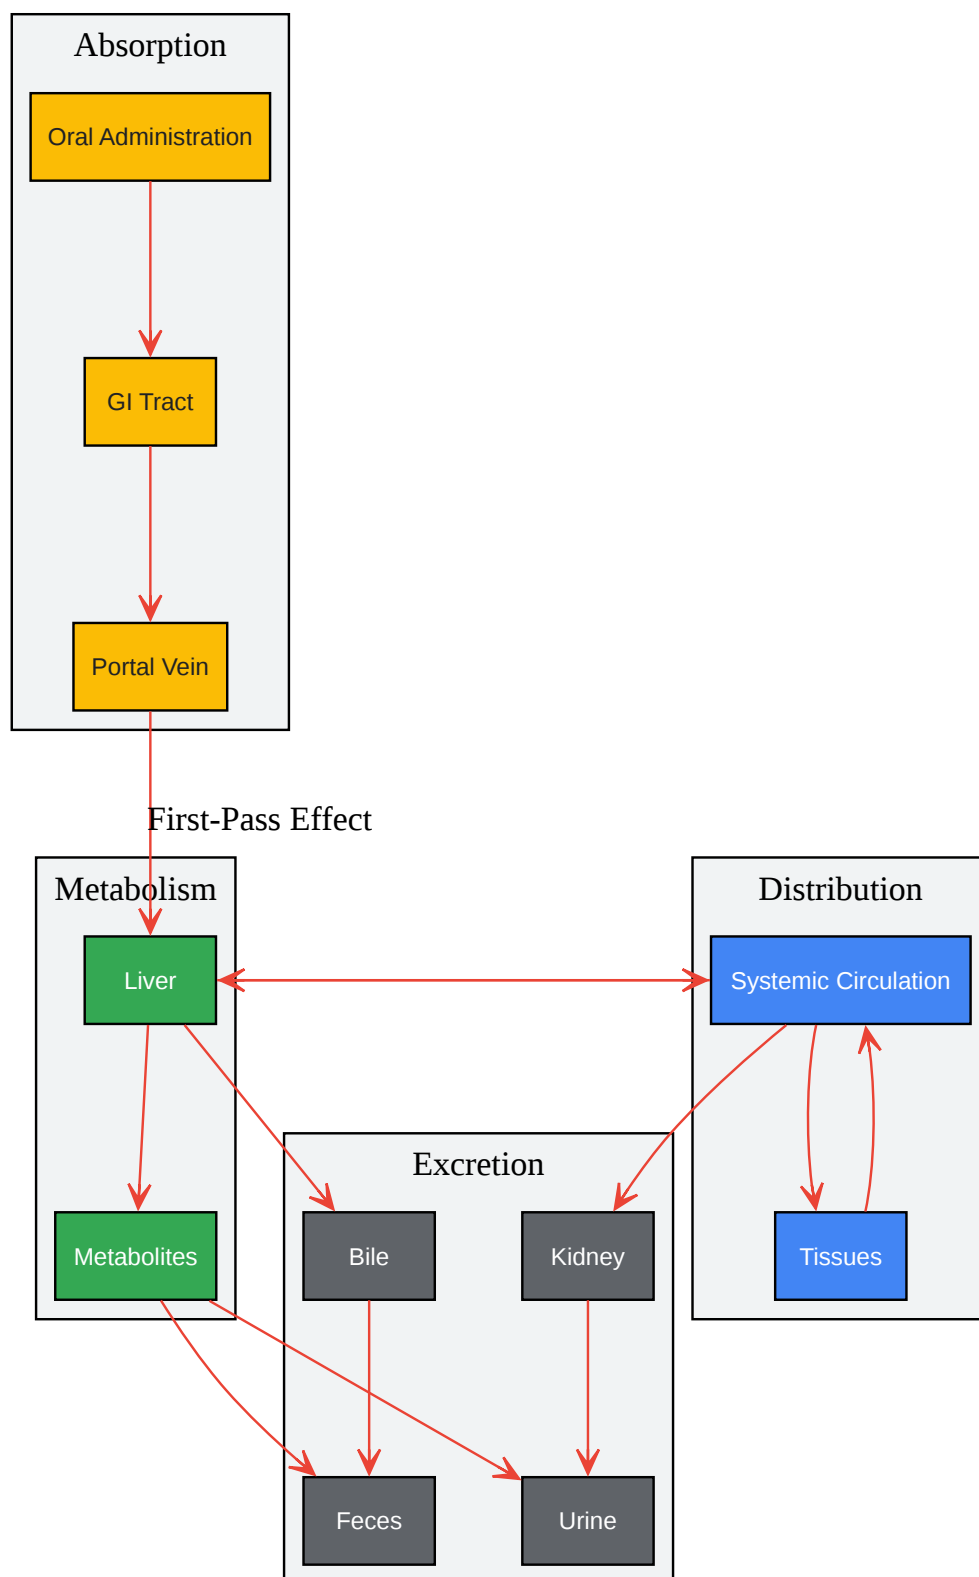 Absorption
Oral Administration
GI Tract
Portal Vein
First-Pass Effect
Metabolism
Distribution
Liver
Systemic Circulation
Excretion
Metabolites
Bile
Kidney
Tissues
Feces
Urine